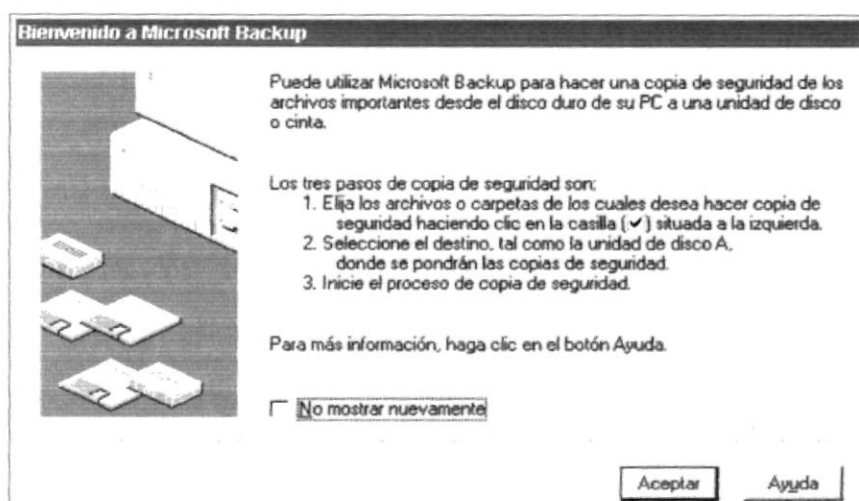 Bienvenido a Microsoft Backup
Puede utilizar Microsoft Backup para hacer una copia de seguridad de los
archivos importantes desde el disco duro de su PC a una unidad de disco
o cinta.
Los tres pasos de copia de seguridad son:
1. Elija los archivos o carpetas de los cuales desea hacer copia de
seguridad haciendo clic en la casilla (✔) situada a la izquierda.
2. Seleccione el destino, tal como la unidad de disco A,
donde se pondrán las copias de seguridad.
3. Inicie el proceso de copia de seguridad.
Para más información, haga clic en el botón Ayuda.
No mostrar nuevamente
Aceptar Ayuda